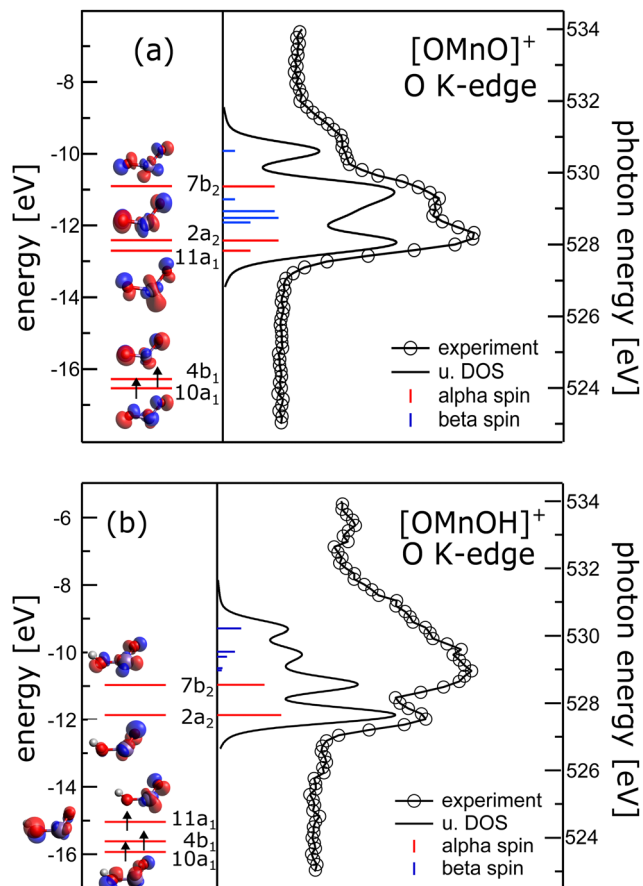 (a)
[OMnO]⁺
O K-edge
energy [eV]
-6
-8
-10
-12
-14
-16
7b₂
2a₂
11a₁
4b₁
10a₁
experiment
u. DOS
alpha spin
beta spin
534
532
530
528
526
524
photon energy [eV]
(b)
[OMnOH]⁺
O K-edge
energy [eV]
-6
-8
-10
-12
-14
-16
7b₂
2a₂
11a₁
4b₁
10a₁
experiment
u. DOS
alpha spin
beta spin
534
532
530
528
526
524
photon energy [eV]